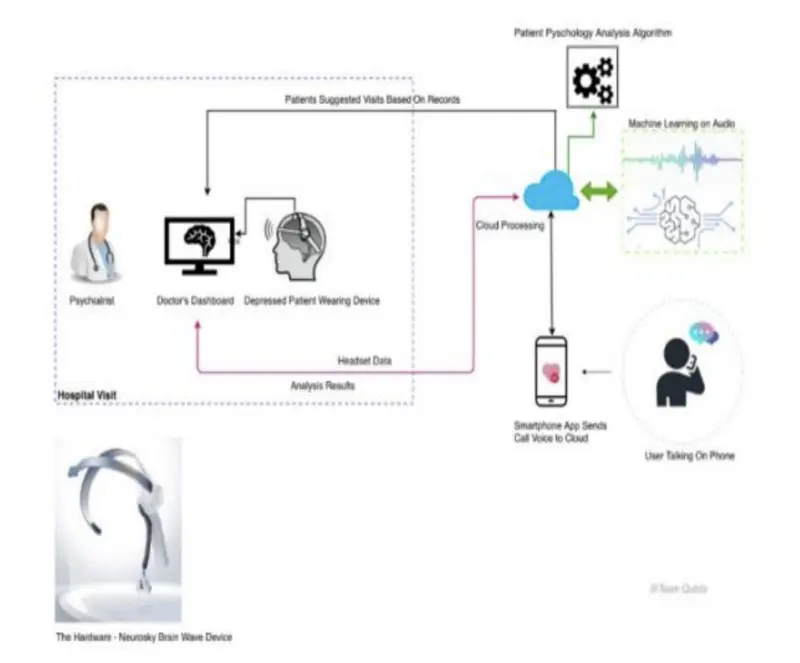 Patient Pyschology Analysis Algorithm
Patients Suggested Visits Based On Records
Machine Learning on Audio
Cloud Processing
Psychiatrist
Doctor's Dashboard
Depressed Patient Wearing Device
Headset Data
Analysis Results
Hospital Visit
Smartphone App Sends
Call Voice to Cloud
User Talking On Phone
The Hardware - Neurosky Brain Wave Device